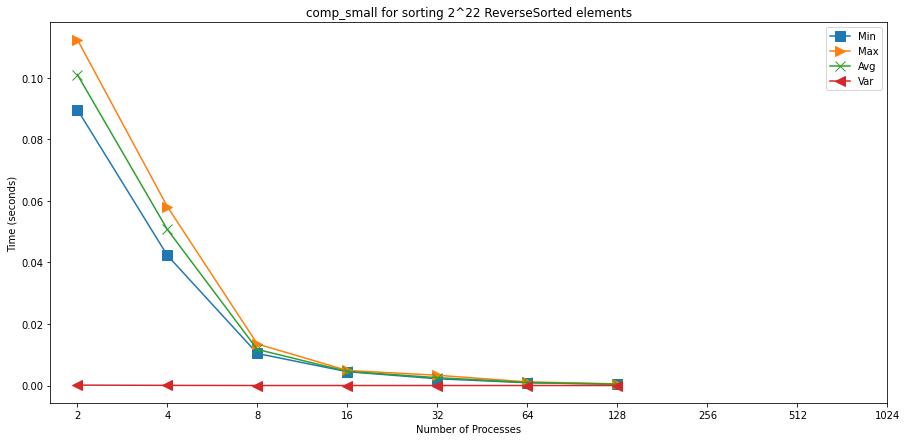 comp_small for sorting 2^22 ReverseSorted elements
Min
Max
Avg
Var
Time (seconds)
0.10
0.08
0.06
0.04
0.02
0.00
2 4 8 16 32 64 128 256 512 1024
Number of Processes